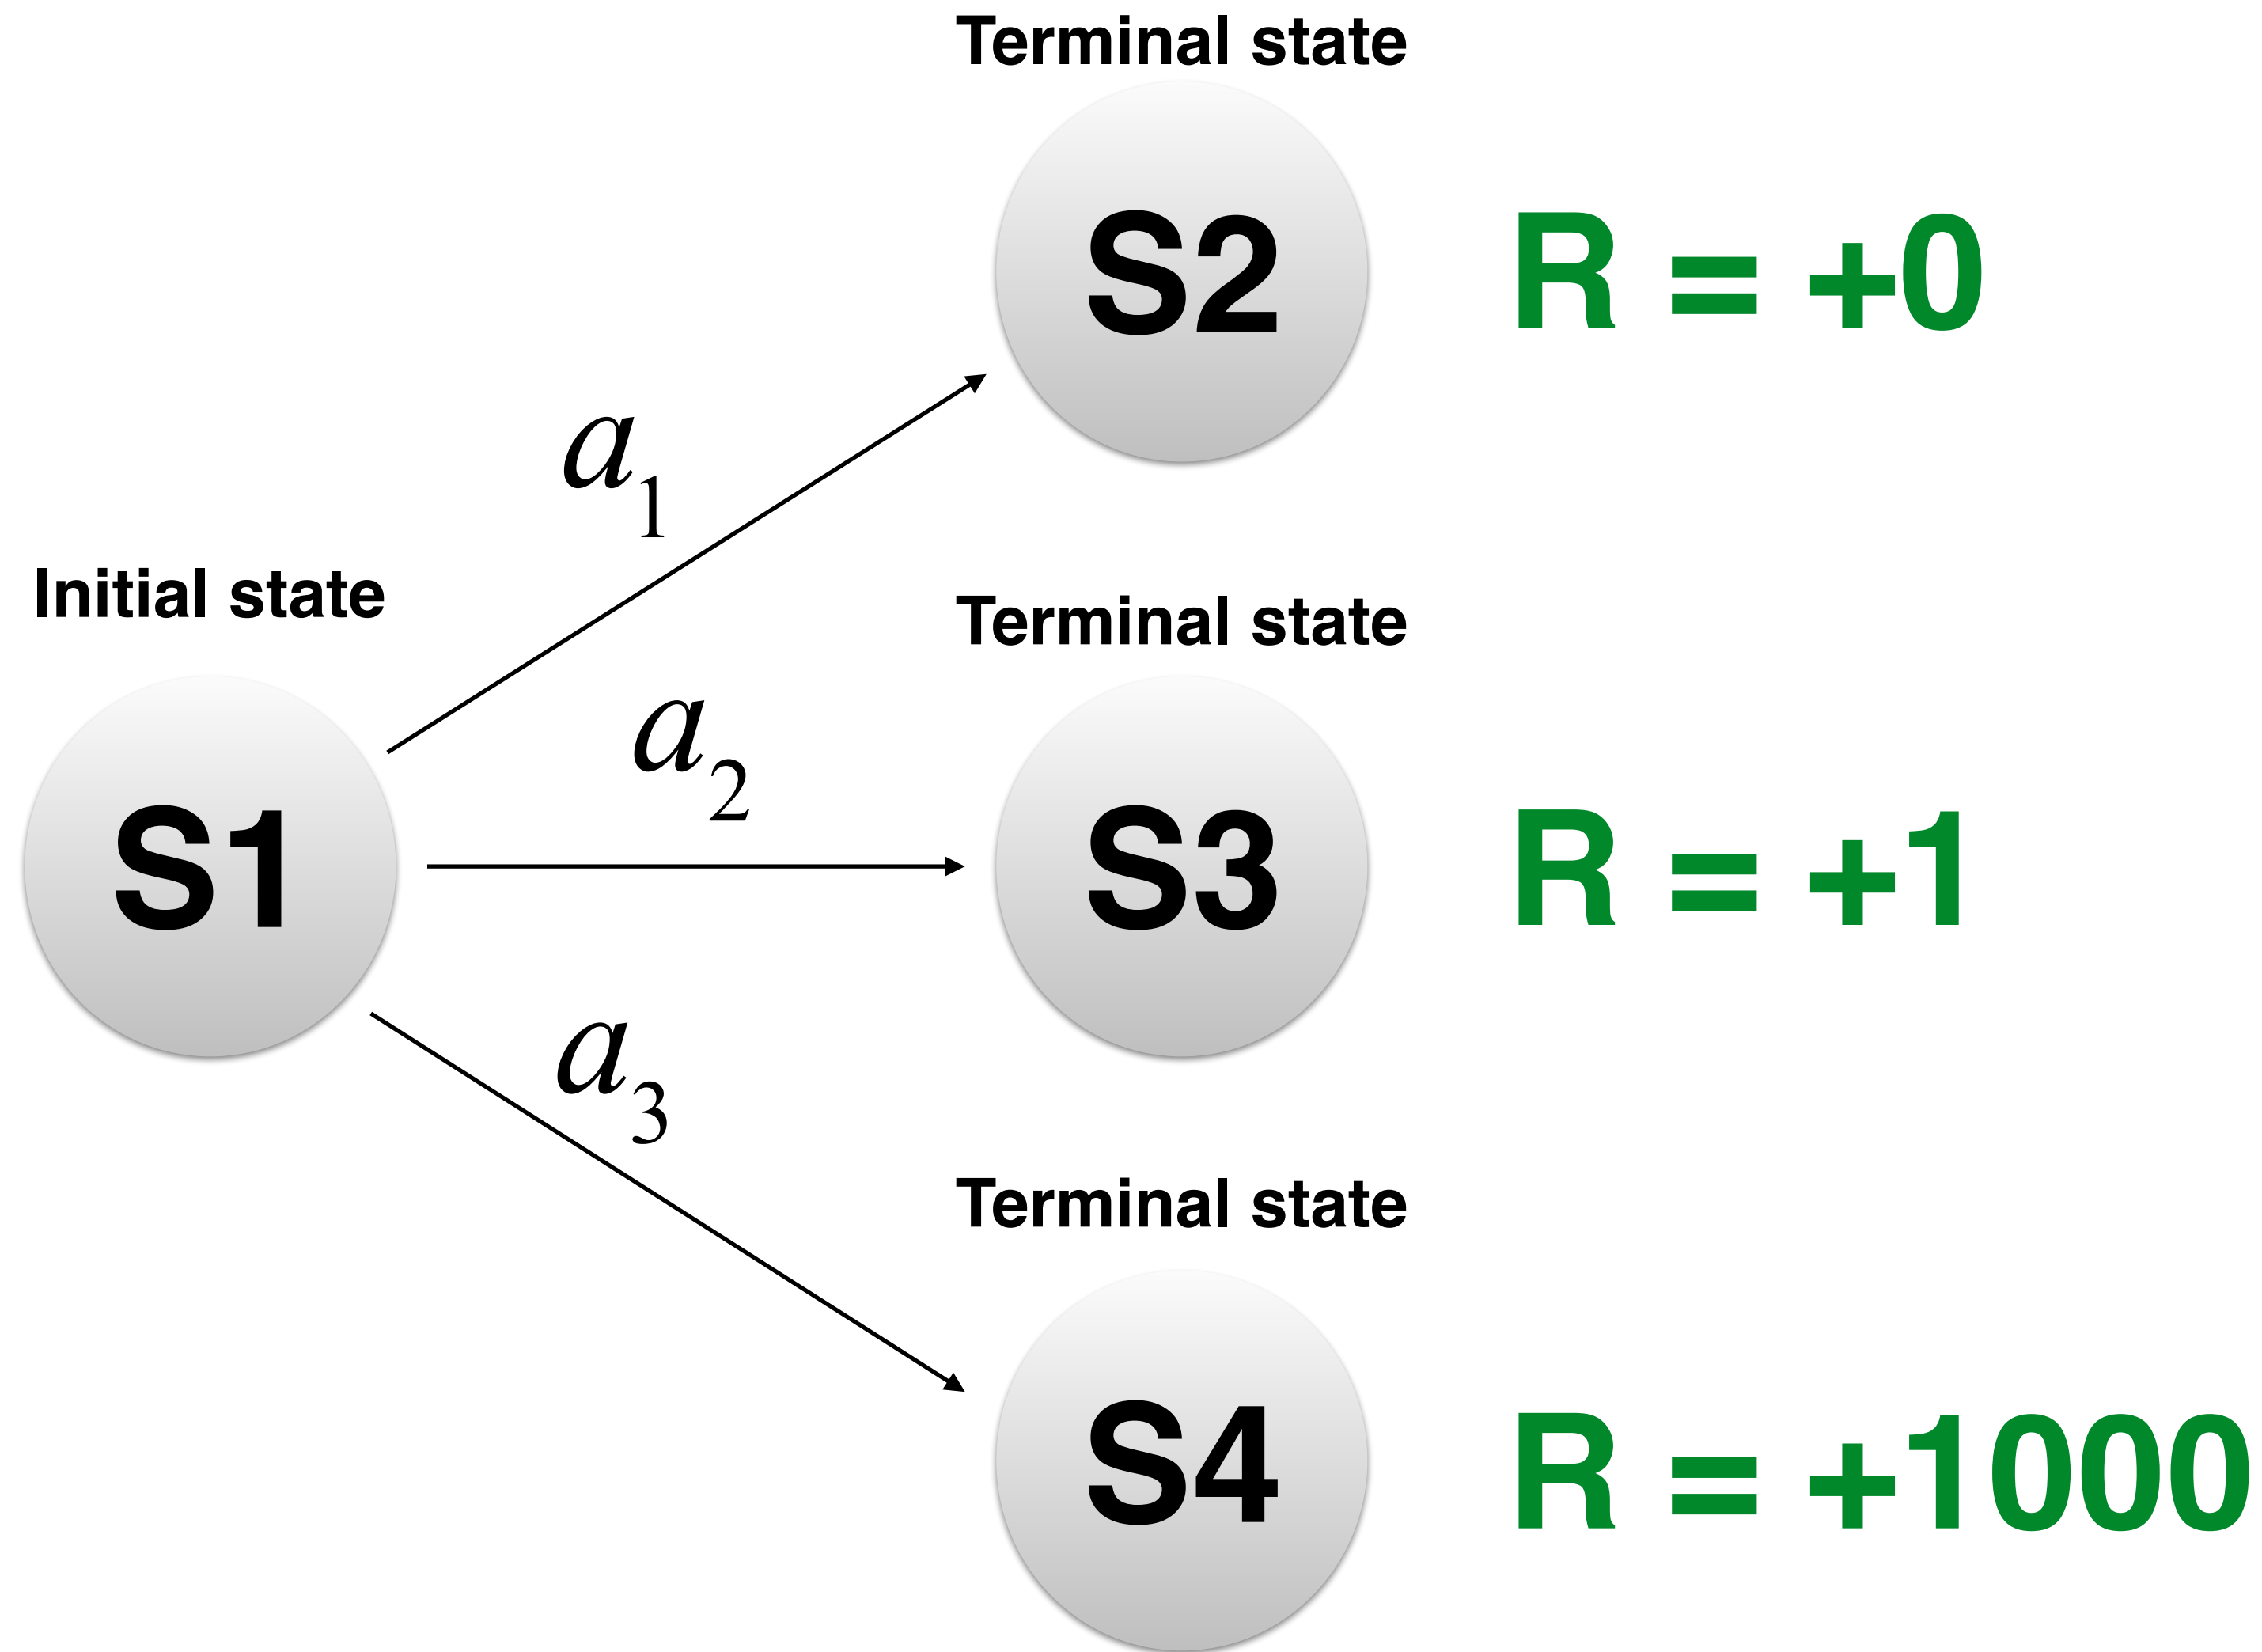 Terminal state
S2
R = +0
a1
Initial state
Terminal state
a2
S1
S3
R = +1
a3
Terminal state
S4
R = +1000